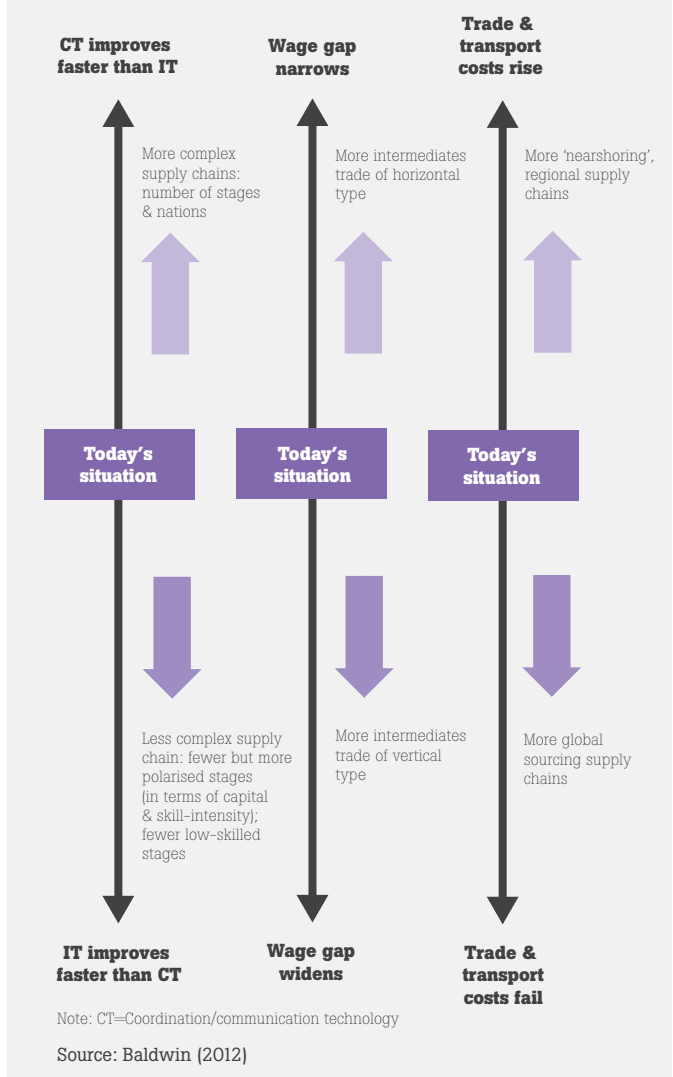 CT improves
faster than IT
Wage gap
narrows
Trade &
transport
costs rise
More complex
supply chains:
number of stages
& nations
More intermediates
trade of horizontal
type
More ‘nearshoring’,
regional supply
chains
Today’s
situation
Today’s
situation
Today’s
situation
Less complex supply
chain: fewer but more
polarised stages
(in terms of capital
& skill-intensity);
fewer low-skilled
stages
More intermediates
trade of vertical
type
More global
sourcing supply
chains
IT improves
faster than CT
Wage gap
widens
Trade &
transport
costs fail
Note: CT=Coordination/communication technology
Source: Baldwin (2012)